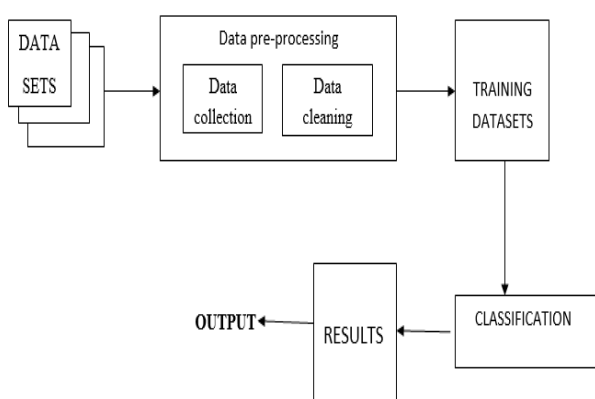 DATA
SETS
Data pre-processing
Data
collection
Data
cleaning
TRAINING
DATASETS
CLASSIFICATION
RESULTS
OUTPUT